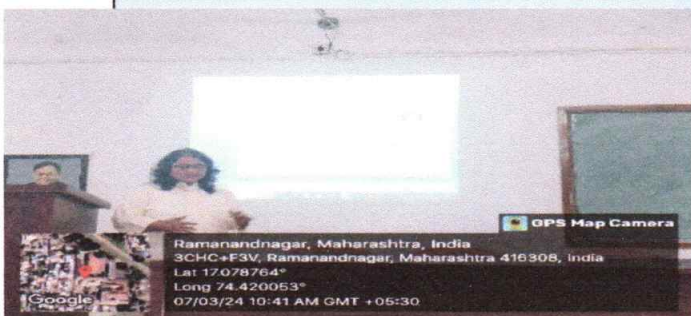 GPS Map Camera
Ramanandnagar, Maharashtra, India
3CHC+F3V, Ramanandnagar, Maharashtra 416308, India
Lat 17.078764°
Long 74.420053°
07/03/24 10:41 AM GMT +05:30
Google